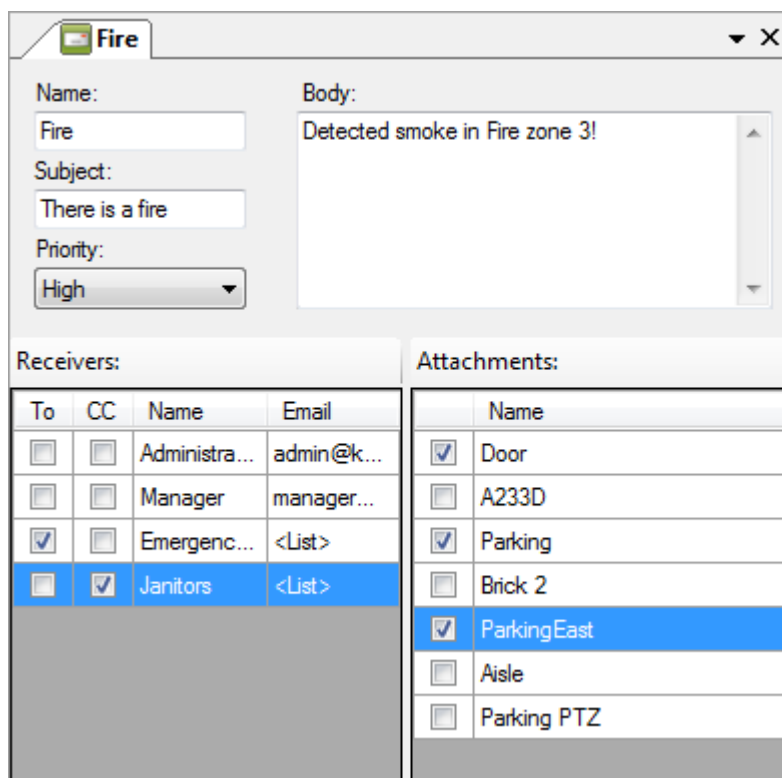 Fire
Name:
Body:
Fire
Detected smoke in Fire zone 3!
Subject:
There is a fire
Priority:
High
Receivers:
To CC Name Email
Administra... admin@k...
Manager manager...
Emergenc... <List>
Janitors <List>
Attachments:
Name
Door
A233D
Parking
Brick 2
ParkingEast
Aisle
Parking PTZ